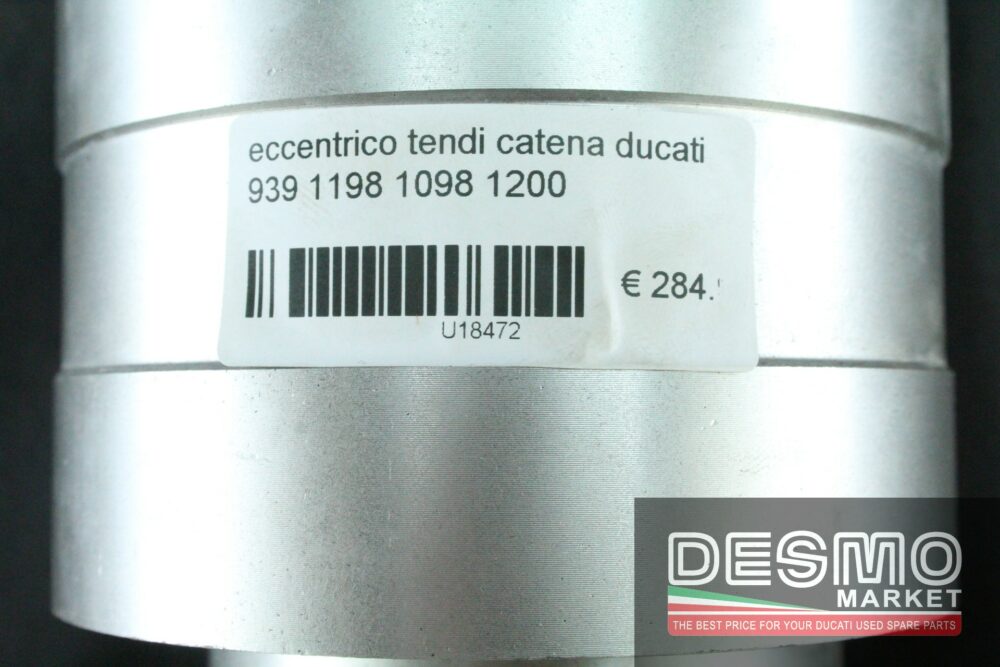 eccentrico tendi catena ducati
939 1198 1098 1200
€ 284.
U18472
DESMO
MARKET
THE BEST PRICE FOR YOUR DUCATI USED SPARE PARTS